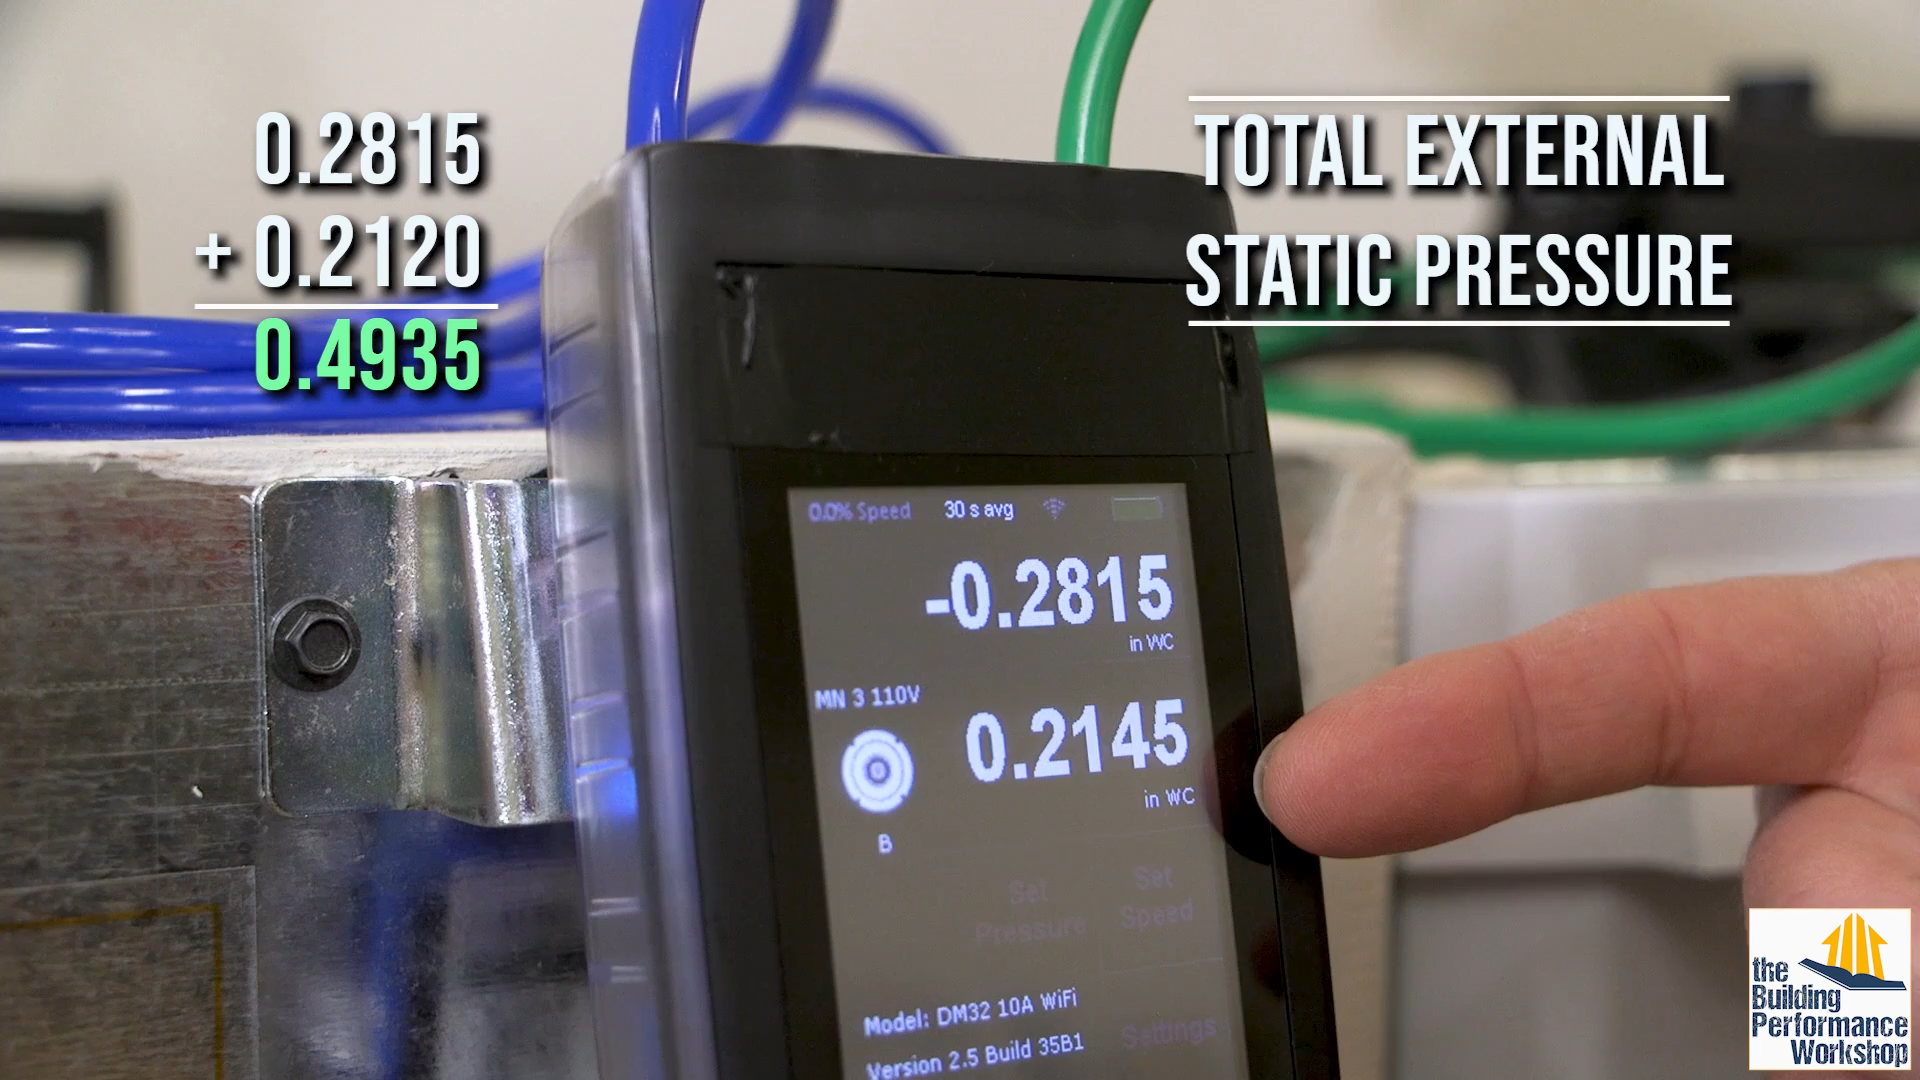 0.2815
+ 0.2120
0.4935
TOTAL EXTERNAL
STATIC PRESSURE
0.0% Speed 30 s avg
-0.2815
in WC
MN 3 110V
0.2145
in WC
B
Set Pressure
Set Speed
Model: DM32 10A WiFi
Version 2.5 Build 35B1
Settings
the
Building
Performance
Workshop